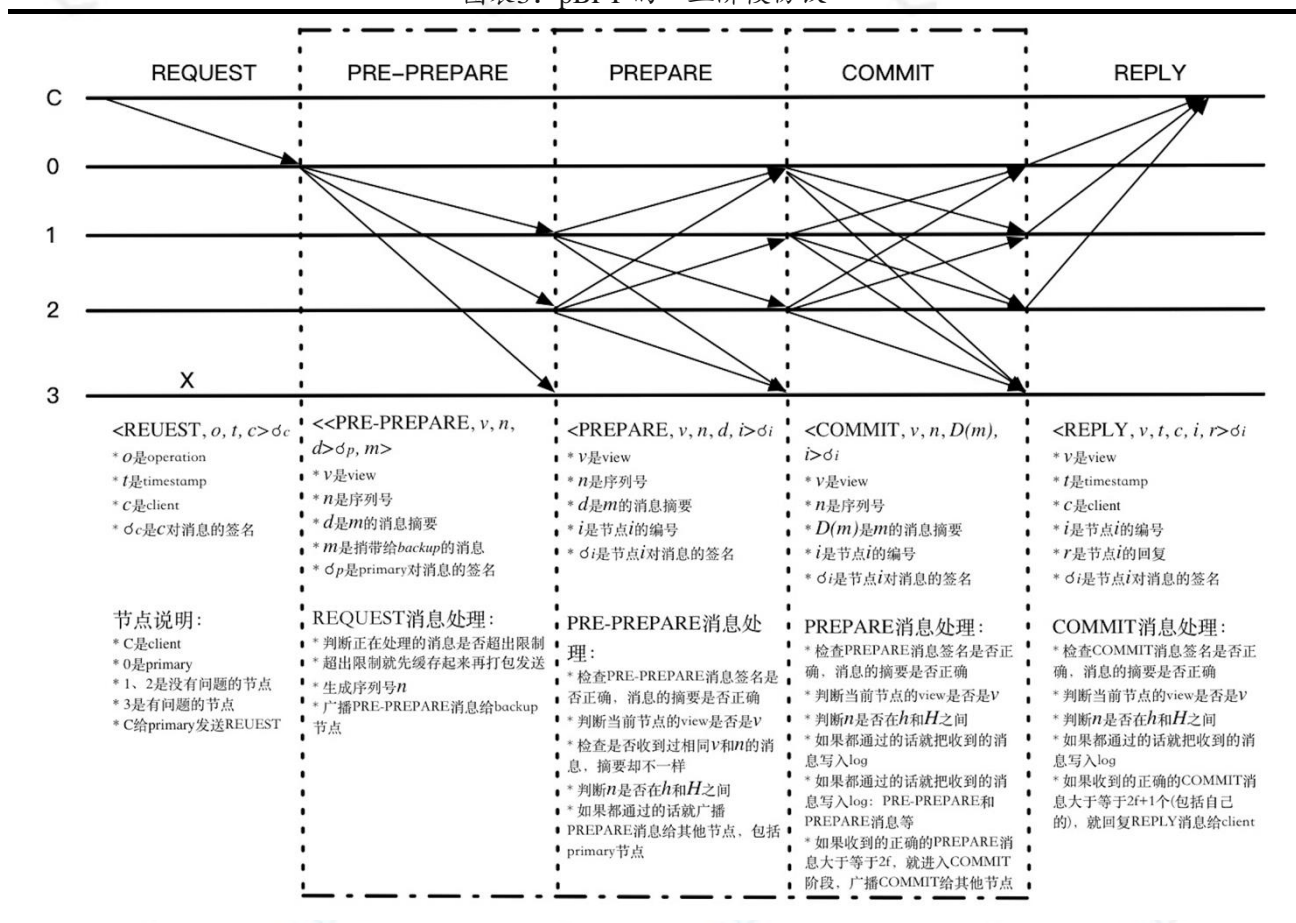 图表3：pBFT 的 三阶段协议
REQUEST
PRE–PREPARE
PREPARE
COMMIT
REPLY
C
0
1
2
3
X
<REUEST, o, t, c>σc
* o是operation
* t是timestamp
* c是client
* σc是c对消息的签名
节点说明：
* C是client
* 0是primary
* 1、2是没有问题的节点
* 3是有问题的节点
* C给primary发送REUEST
<<PRE-PREPARE, v, n,
d>σp, m>
* v是view
* n是序列号
* d是m的消息摘要
* m是捎带给backup的消息
* σp是primary对消息的签名
REQUEST消息处理：
* 判断正在处理的消息是否超出限制
* 超出限制就先缓存起来再打包发送
* 生成序列号n
* 广播PRE-PREPARE消息给backup
节点
<PREPARE, v, n, d, i>σi
* v是view
* n是序列号
* d是m的消息摘要
* i是节点i的编号
* σi是节点i对消息的签名
PRE-PREPARE消息处
理：
* 检查PRE-PREPARE消息签名是
否正确，消息的摘要是否正确
* 判断当前节点的view是否是v
* 检查是否收到过相同v和n的消
息，摘要却不一样
* 判断n是否在h和H之间
* 如果都通过的话就广播
PREPARE消息给其他节点，包括
primary节点
<COMMIT, v, n, D(m),
i>σi
* v是view
* n是序列号
* D(m)是m的消息摘要
* i是节点i的编号
* σi是节点i对消息的签名
PREPARE消息处理：
* 检查PREPARE消息签名是否正
确，消息的摘要是否正确
* 判断当前节点的view是否是v
* 判断n是否在h和H之间
* 如果都通过的话就把收到的消
息写入log
* 如果都通过的话就把收到的消
息写入log：PRE-PREPARE和
PREPARE消息等
* 如果收到的正确的PREPARE消
息大于等于2f，就进入COMMIT
阶段，广播COMMIT给其他节点
<REPLY, v, t, c, i, r>σi
* v是view
* t是timestamp
* c是client
* i是节点i的编号
* r是节点i的回复
* σi是节点i对消息的签名
COMMIT消息处理：
* 检查COMMIT消息签名是否正
确，消息的摘要是否正确
* 判断当前节点的view是否是v
* 判断n是否在h和H之间
* 如果都通过的话就把收到的消
息写入log
* 如果收到的正确的COMMIT消
息大于等于2f+1个(包括自己
的)，就回复REPLY消息给client